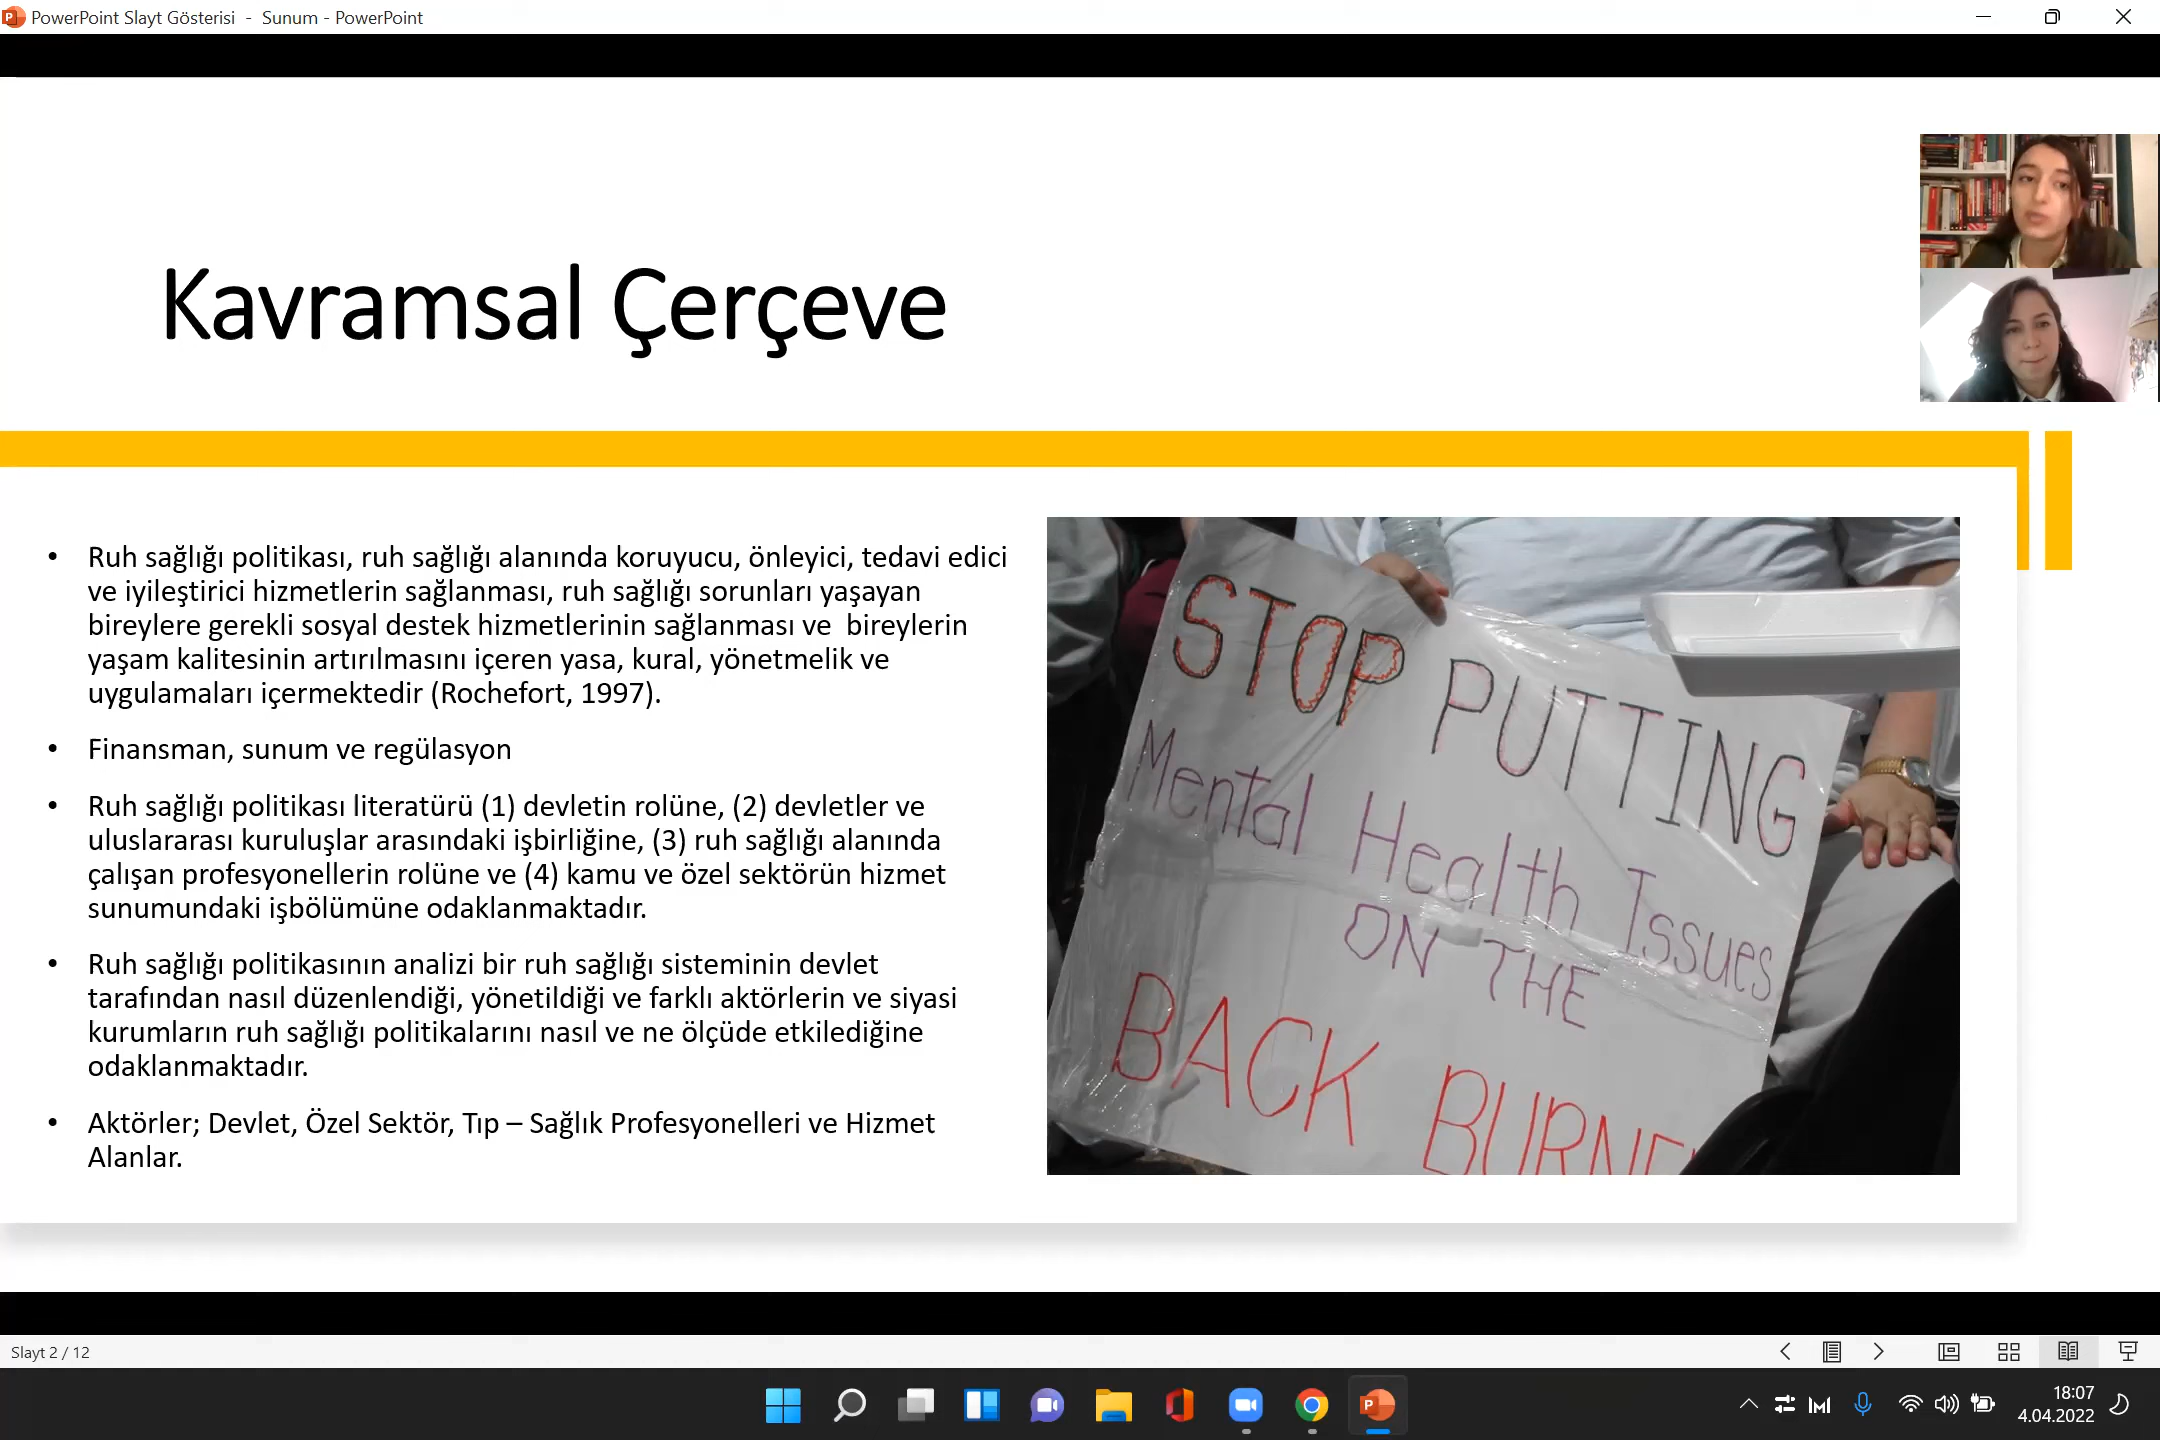 PowerPoint Slayt Gösterisi - Sunum - PowerPoint
Kavramsal Çerçeve
• Ruh sağlığı politikası, ruh sağlığı alanında koruyucu, önleyici, tedavi edici
ve iyileştirici hizmetlerin sağlanması, ruh sağlığı sorunları yaşayan
bireylere gerekli sosyal destek hizmetlerinin sağlanması ve bireylerin
yaşam kalitesinin artırılmasını içeren yasa, kural, yönetmelik ve
uygulamaları içermektedir (Rochefort, 1997).
• Finansman, sunum ve regülasyon
• Ruh sağlığı politikası literatürü (1) devletin rolüne, (2) devletler ve
uluslararası kuruluşlar arasındaki işbirliğine, (3) ruh sağlığı alanında
çalışan profesyonellerin rolüne ve (4) kamu ve özel sektörün hizmet
sunumundaki işbölümüne odaklanmaktadır.
• Ruh sağlığı politikasının analizi bir ruh sağlığı sisteminin devlet
tarafından nasıl düzenlendiği, yönetildiği ve farklı aktörlerin ve siyasi
kurumların ruh sağlığı politikalarını nasıl ve ne ölçüde etkilediğine
odaklanmaktadır.
• Aktörler; Devlet, Özel Sektör, Tıp – Sağlık Profesyonelleri ve Hizmet
Alanlar.
STOP PUTTING
Mental Health Issues
ON THE
BACK BURNE
Slayt 2 / 12
18:07
4.04.2022